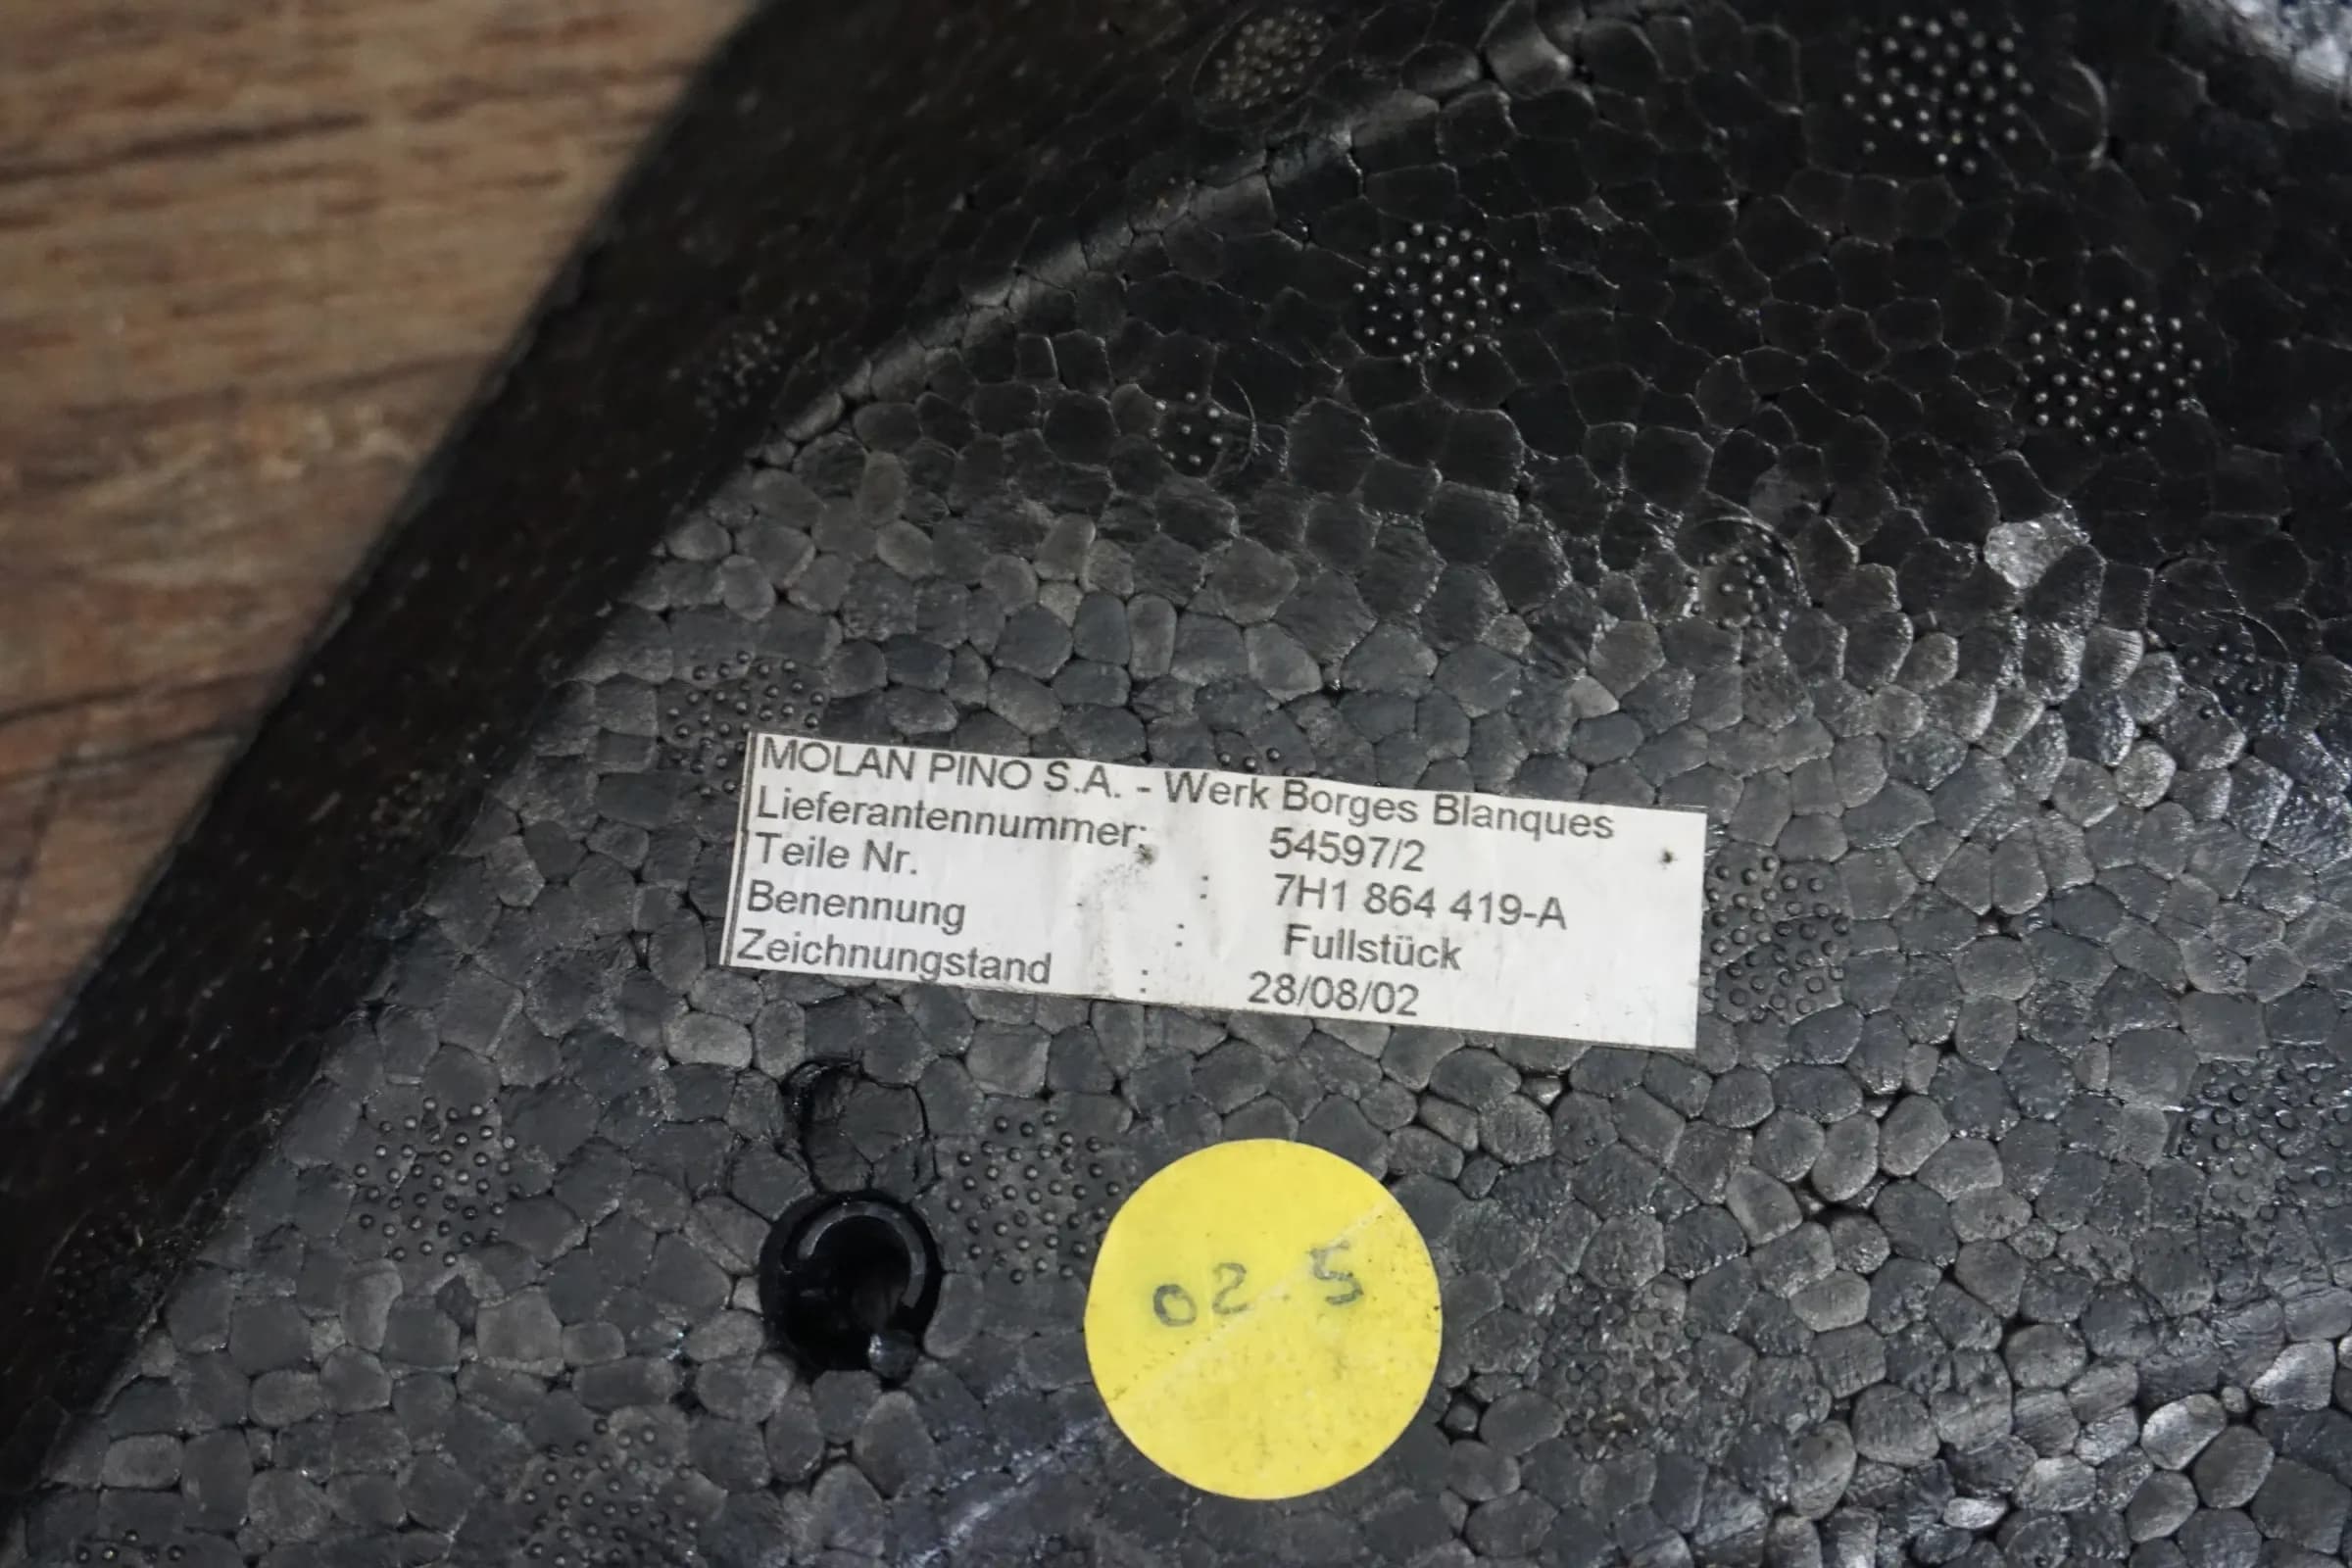 MOLAN PINO S.A. - Werk Borges Blanques
Lieferantennummer: 54597/2
Teile Nr. : 7H1 864 419-A
Benennung : Fullstück
Zeichnungstand : 28/08/02
02.5